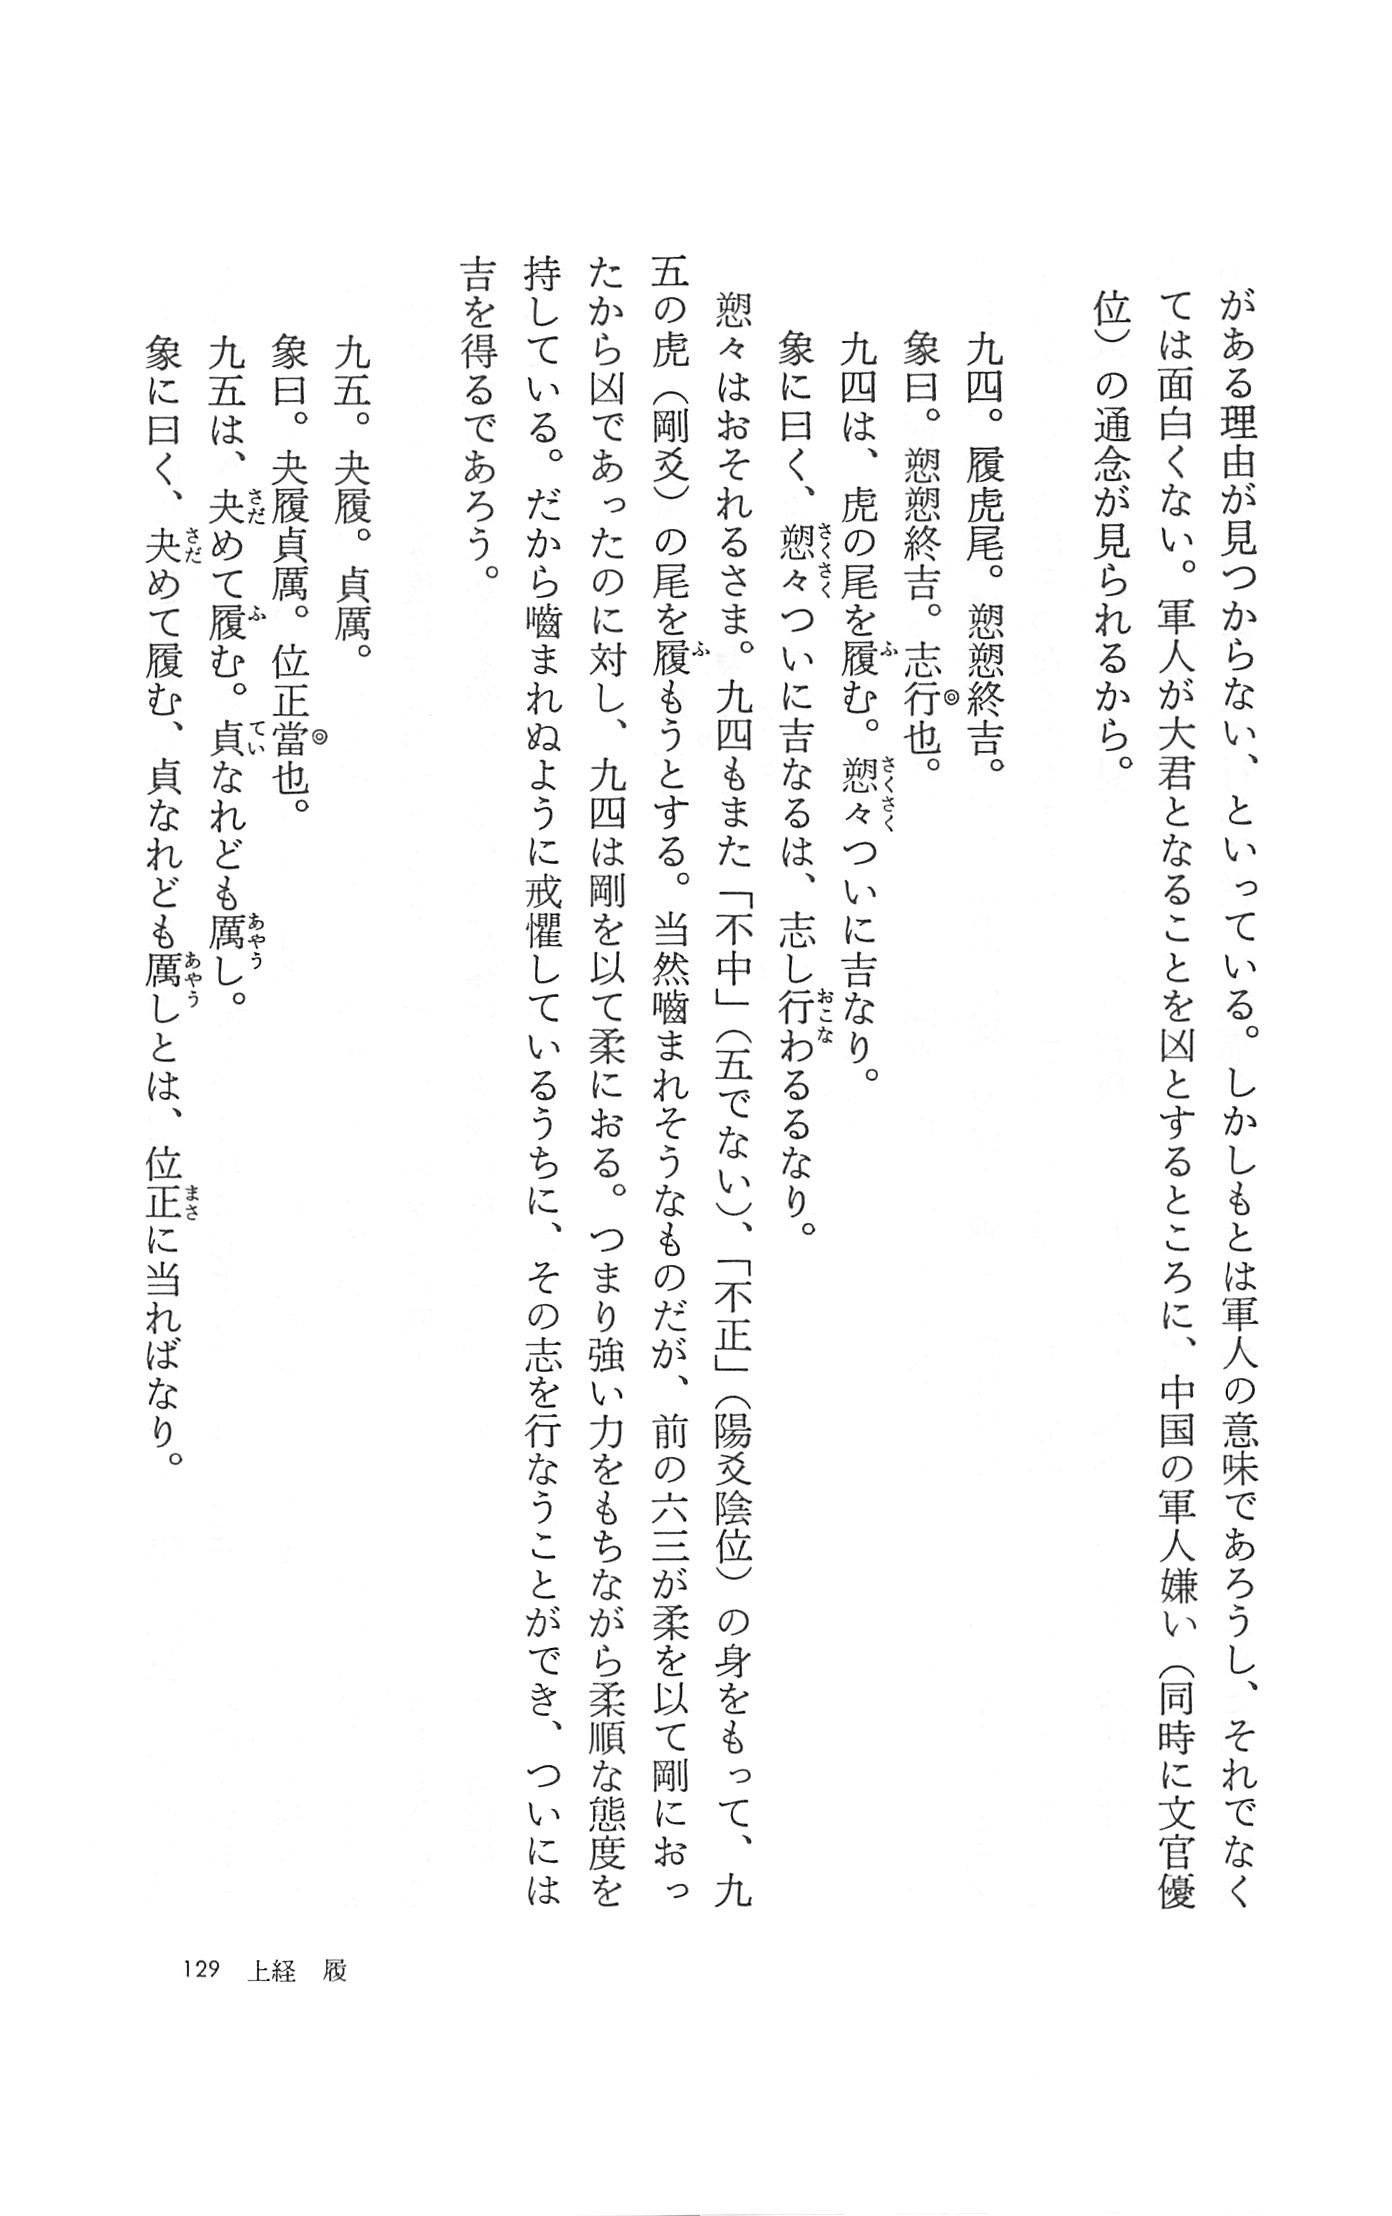 がある理由が見つからない、といっている。しかしもとは軍人の意味であろうし、それでなく
ては面白くない。軍人が大君となることを凶とするところに、中国の軍人嫌い（同時に文官優
位）の通念が見られるから。
九四。履虎尾。愬愬終吉。
象曰。愬愬終吉。志行也。
九四は、虎の尾を履む。愬々ついに吉なり。
象に曰く、愬々ついに吉なるは、志し行わるるなり。
愬々はおそれるさま。九四もまた「不中」（五でない）、「不正」（陽爻陰位）の身をもって、九
五の虎（剛爻）の尾を履もうとする。当然嚙まれそうなものだが、前の六三が柔を以て剛におっ
たから凶であったのに対し、九四は剛を以て柔におる。つまり強い力をもちながら柔順な態度を
持している。だから嚙まれぬように戒懼しているうちに、その志を行なうことができ、ついには
吉を得るであろう。
九五。夬履。貞厲。
象曰。夬履貞厲。位正當也。
九五は、夬めて履む。貞なれども厲し。
象に曰く、夬めて履む、貞なれども厲しとは、位正に当ればなり。
129 上経 履